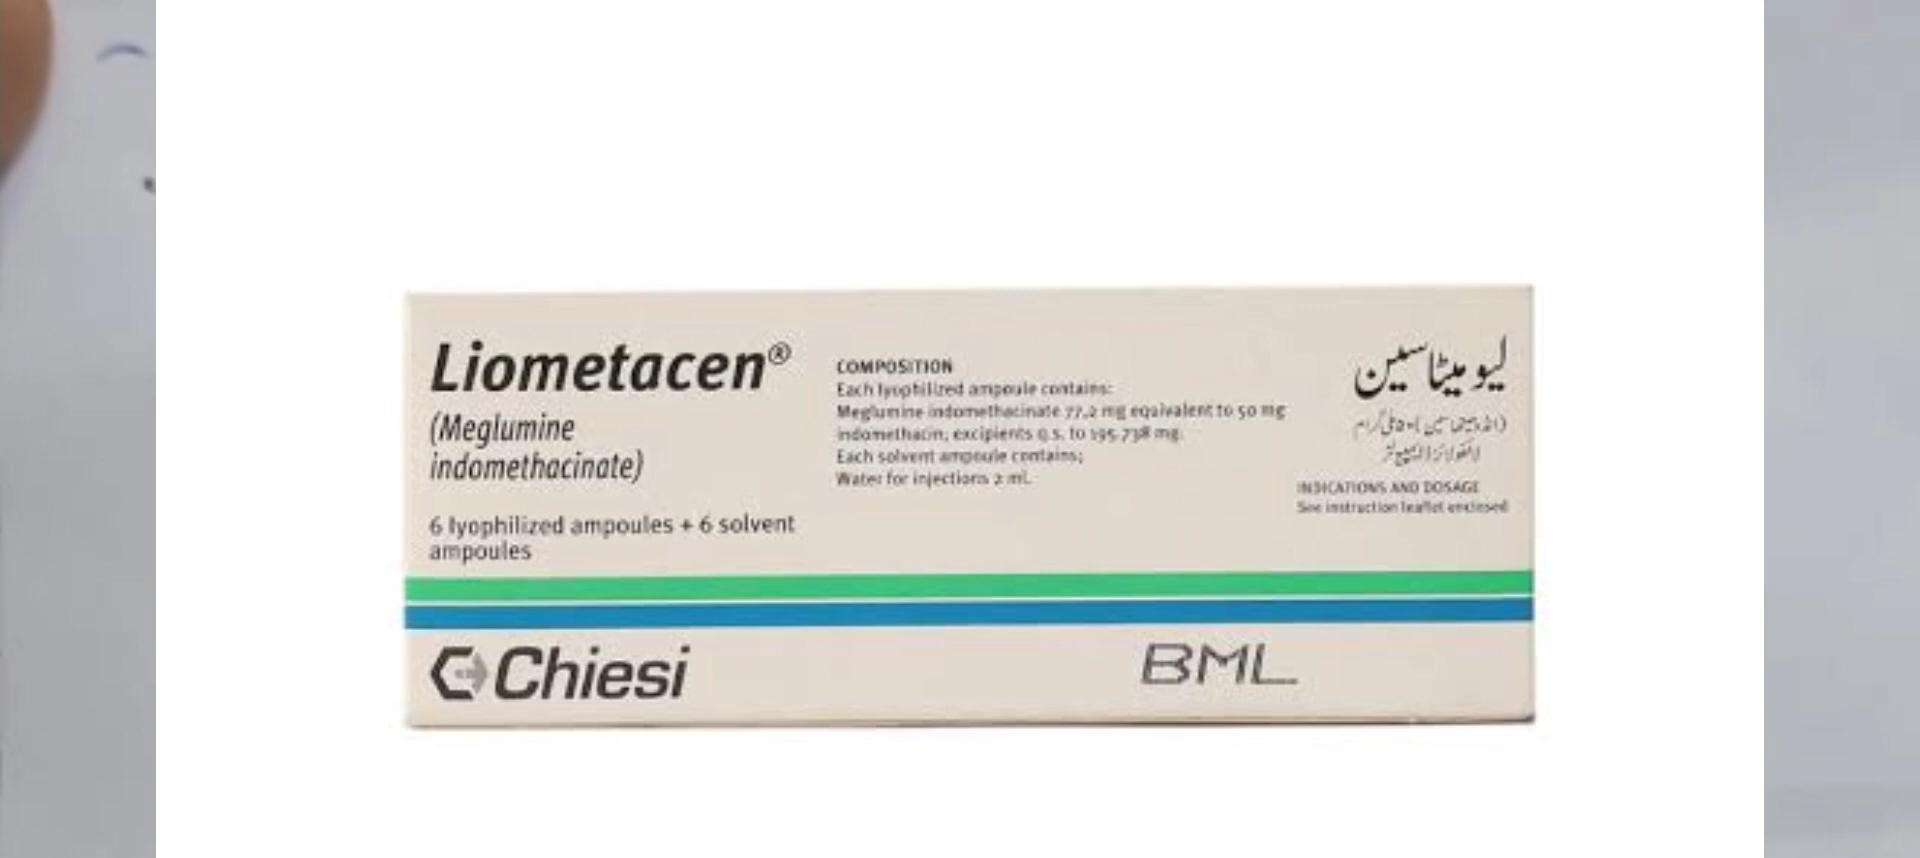 Liometacen®
(Meglumine
indomethacinate)
6 lyophilized ampoules + 6 solvent
ampoules
COMPOSITION
Each lyophilized ampoule contains:
Meglumine indomethacinate 77,2 mg equivalent to 50 mg
indomethacin; excipients q.s. to 195.738 mg.
Each solvent ampoule contains;
Water for injections 2 ml.
لیومیٹاسین
INDICATIONS AND DOSAGE
See instruction leaflet enclosed
Chiesi
BML